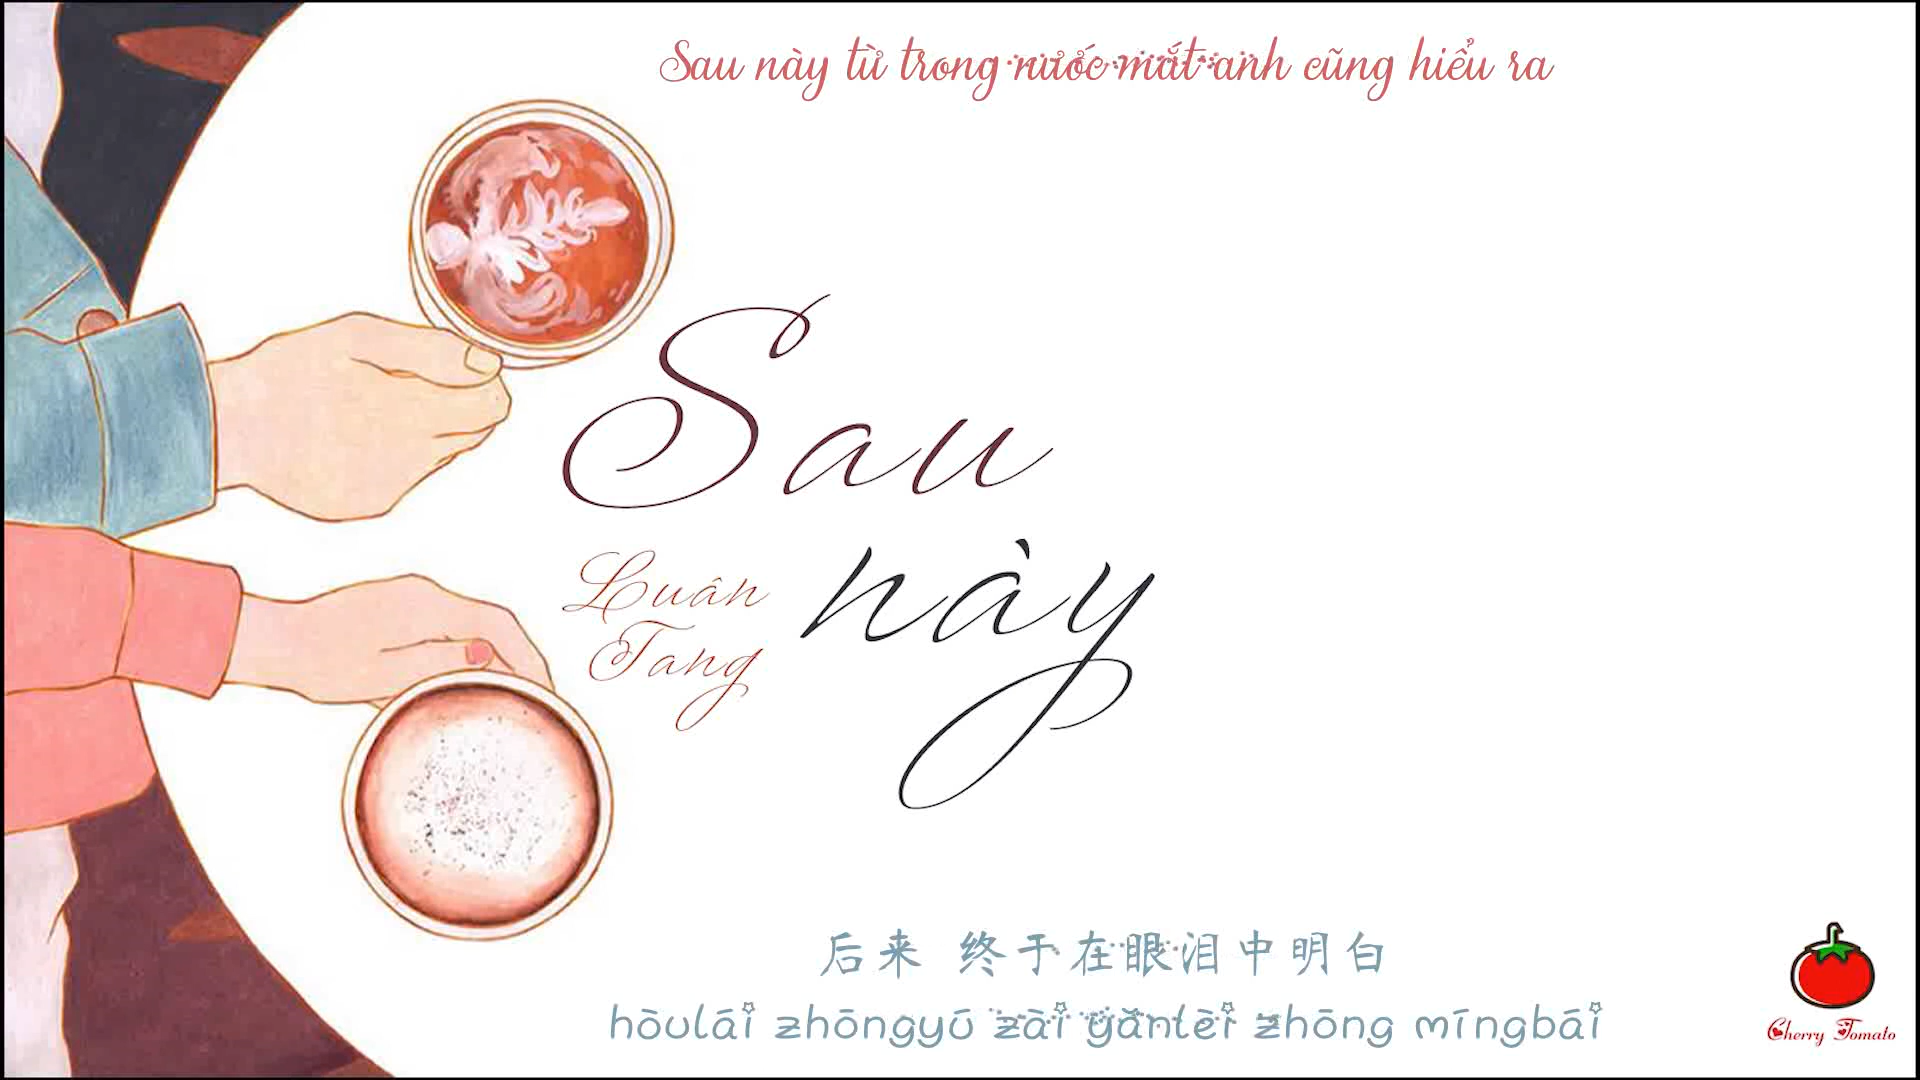 Sau này từ trong nước mắt anh cũng hiểu ra
Sau
này
Luân
Tang
后来 终于在眼泪中明白
hòulái zhōngyú zài yǎnlèi zhōng míngbái
Cherry Tomato